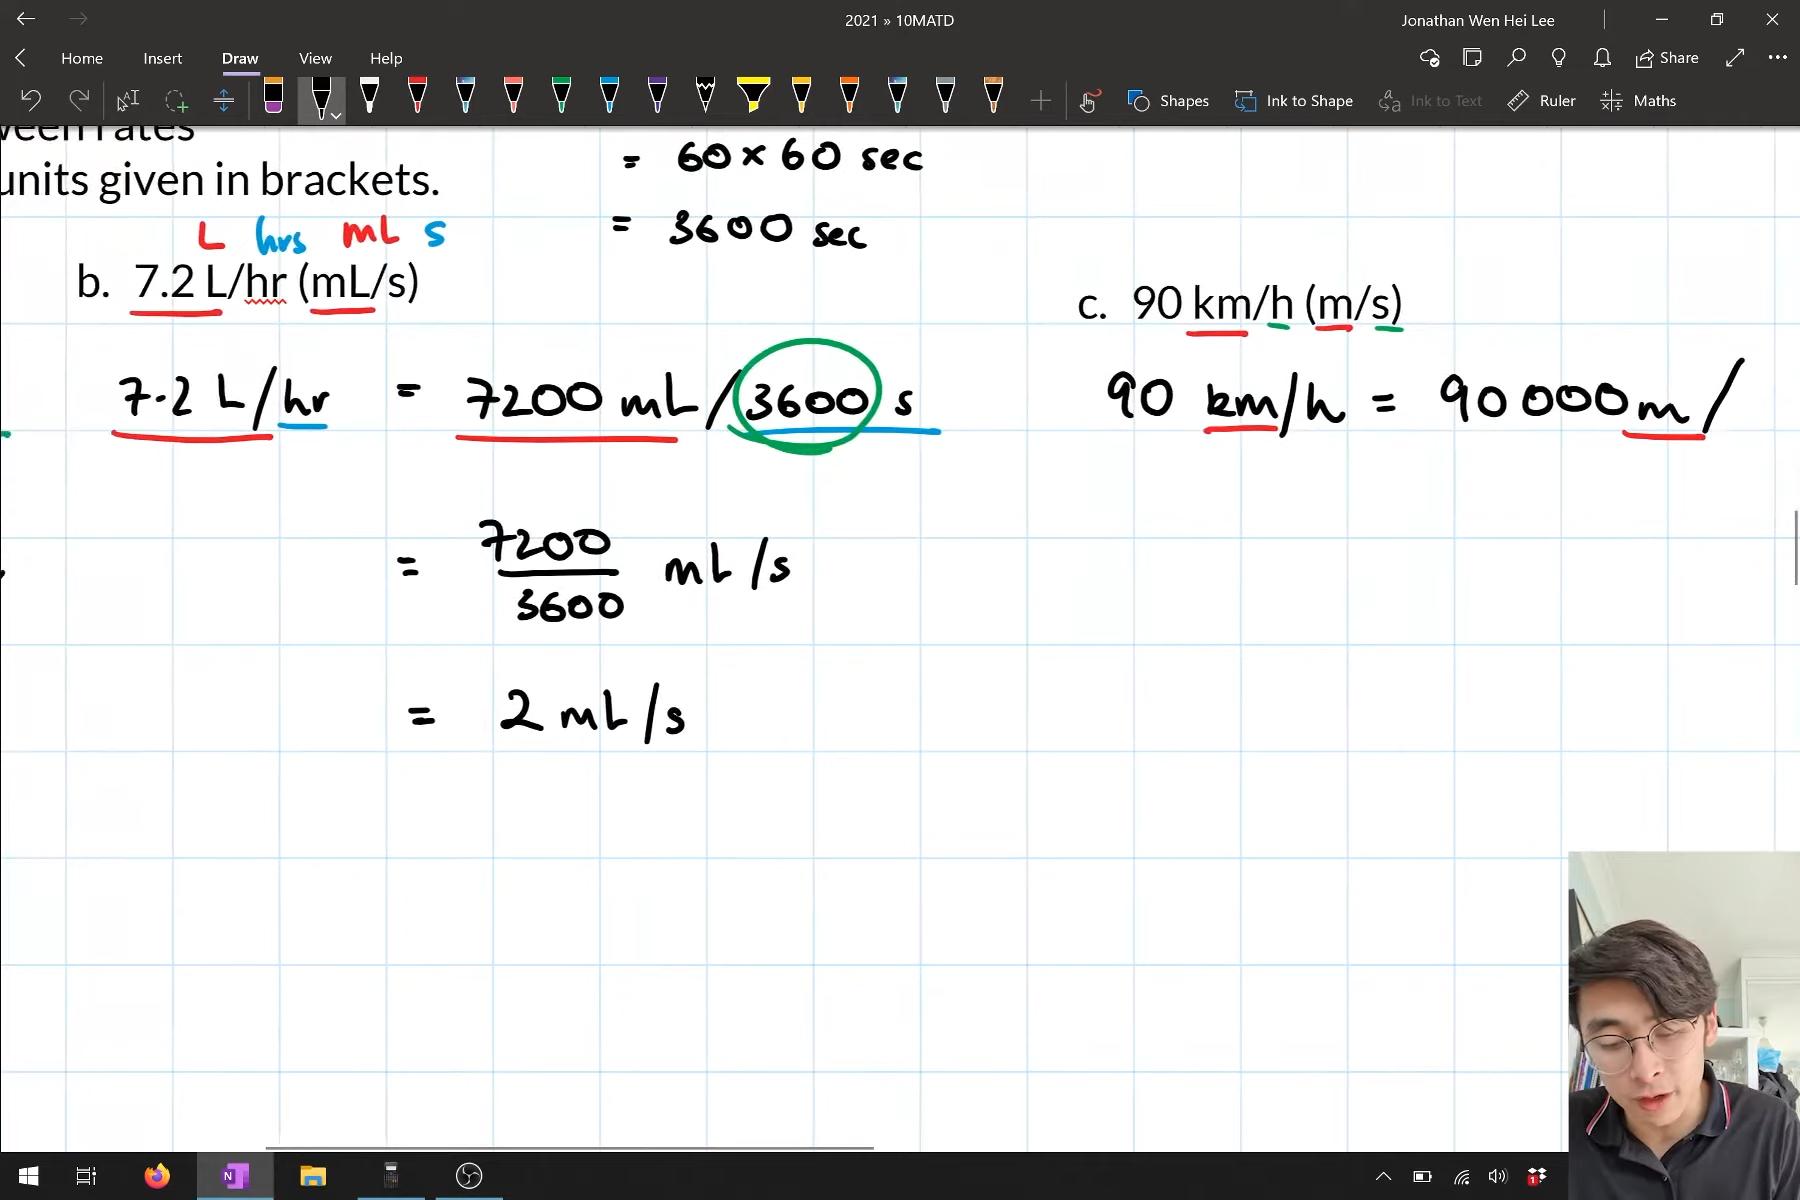 2021 » 10MATD
Jonathan Wen Hei Lee
Home Insert Draw View Help
Share
Shapes Ink to Shape Ink to Text Ruler Maths
ween rates
units given in brackets.
= 60 × 60 sec
= 3600 sec
L hrs mL s
b. 7.2 L/hr (mL/s)
7.2 L/hr = 7200 mL/3600 s
= 7200/3600 mL/s
= 2 mL/s
c. 90 km/h (m/s)
90 km/h = 90 000 m/